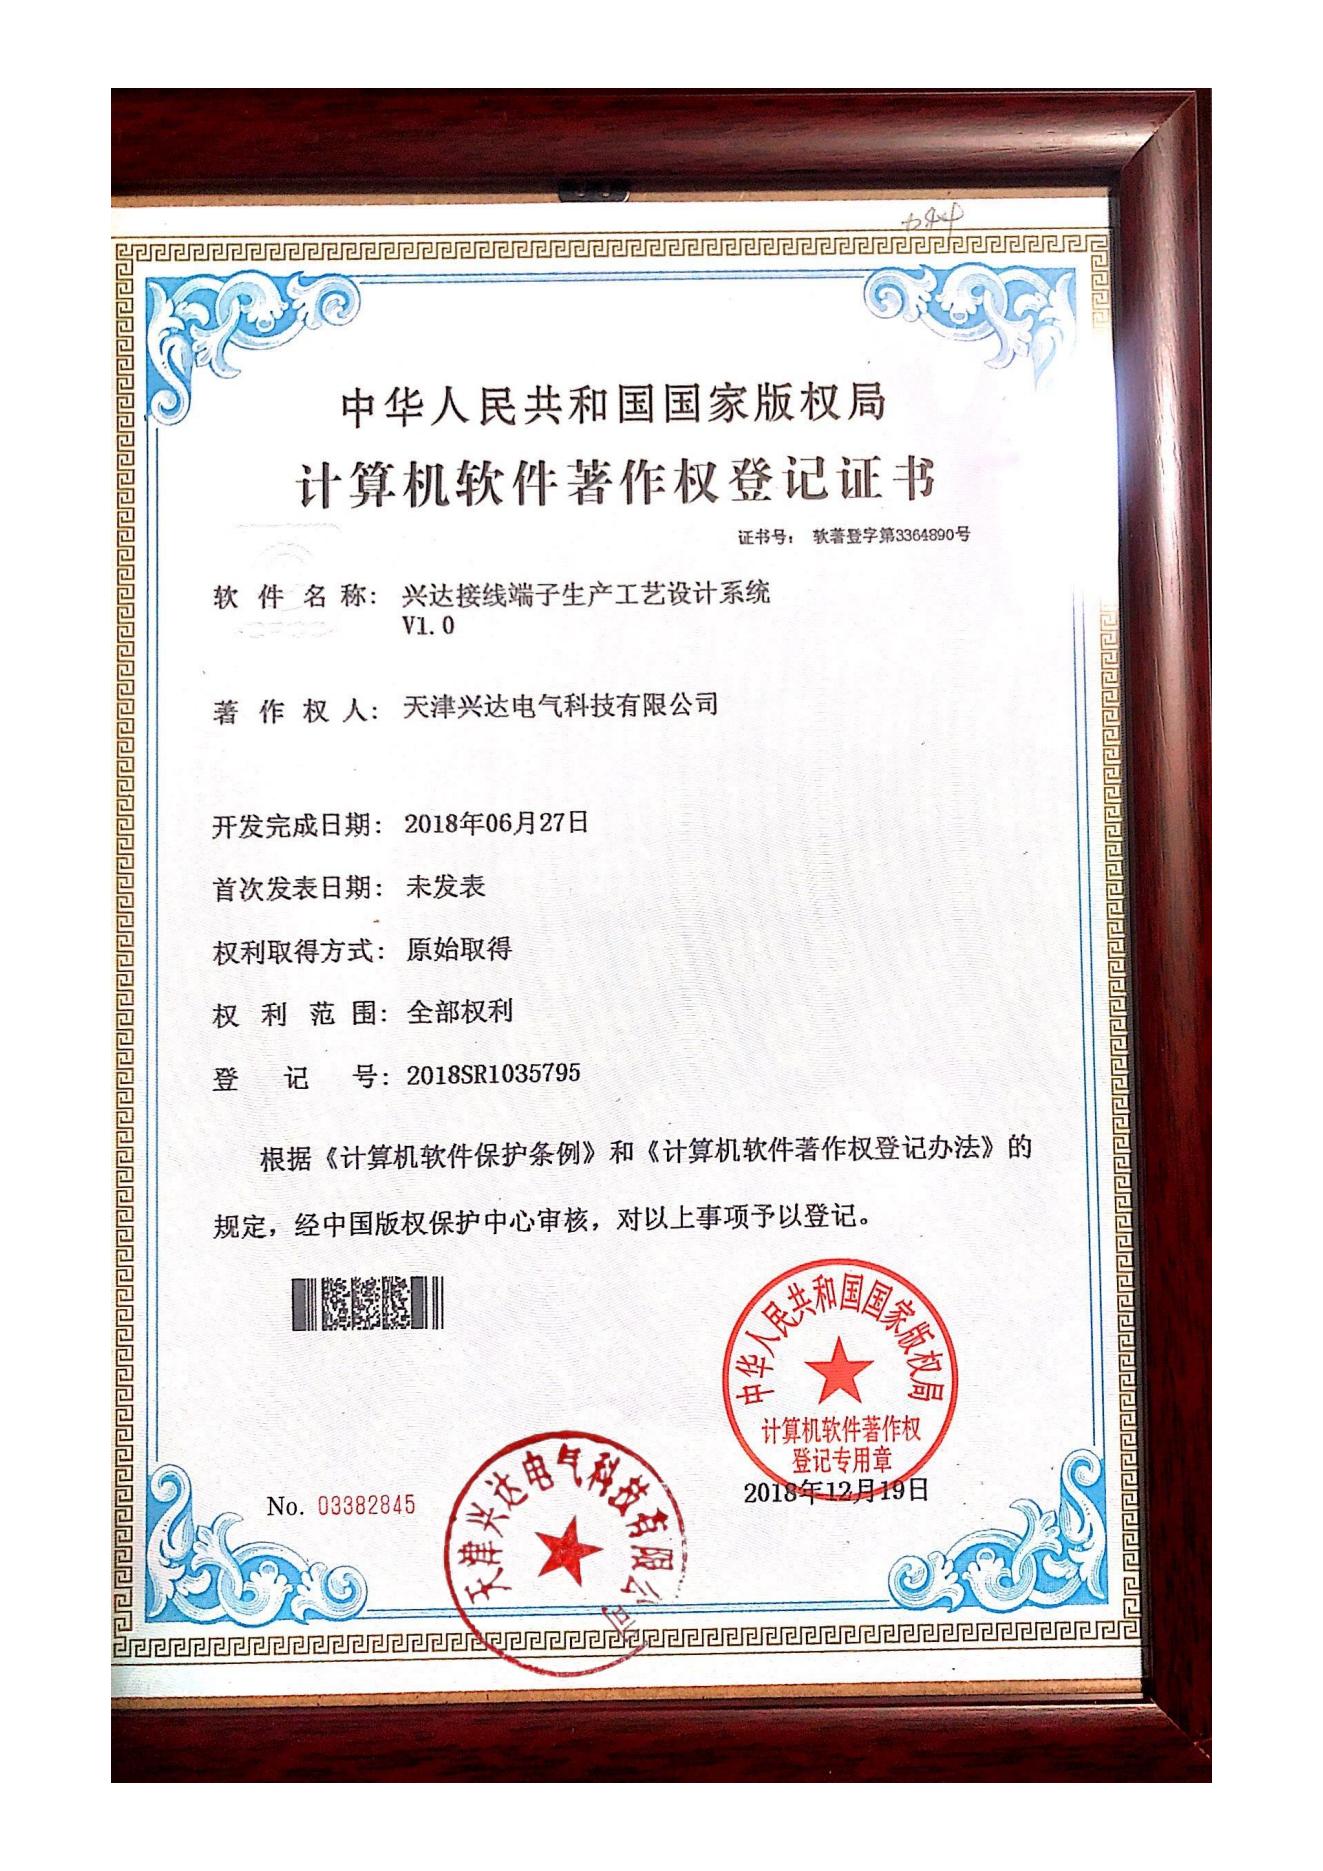 中华人民共和国国家版权局
计算机软件著作权登记证书
证书号： 软著登字第3364890号
软件名称： 兴达接线端子生产工艺设计系统
V1.0
著作权人： 天津兴达电气科技有限公司
开发完成日期： 2018年06月27日
首次发表日期： 未发表
权利取得方式： 原始取得
权利范围： 全部权利
登记号： 2018SR1035795
根据《计算机软件保护条例》和《计算机软件著作权登记办法》的
规定，经中国版权保护中心审核，对以上事项予以登记。
中华人民共和国国家版权局
计算机软件著作权
登记专用章
2018年12月19日
No. 03382845
天津兴达电气科技有限公司